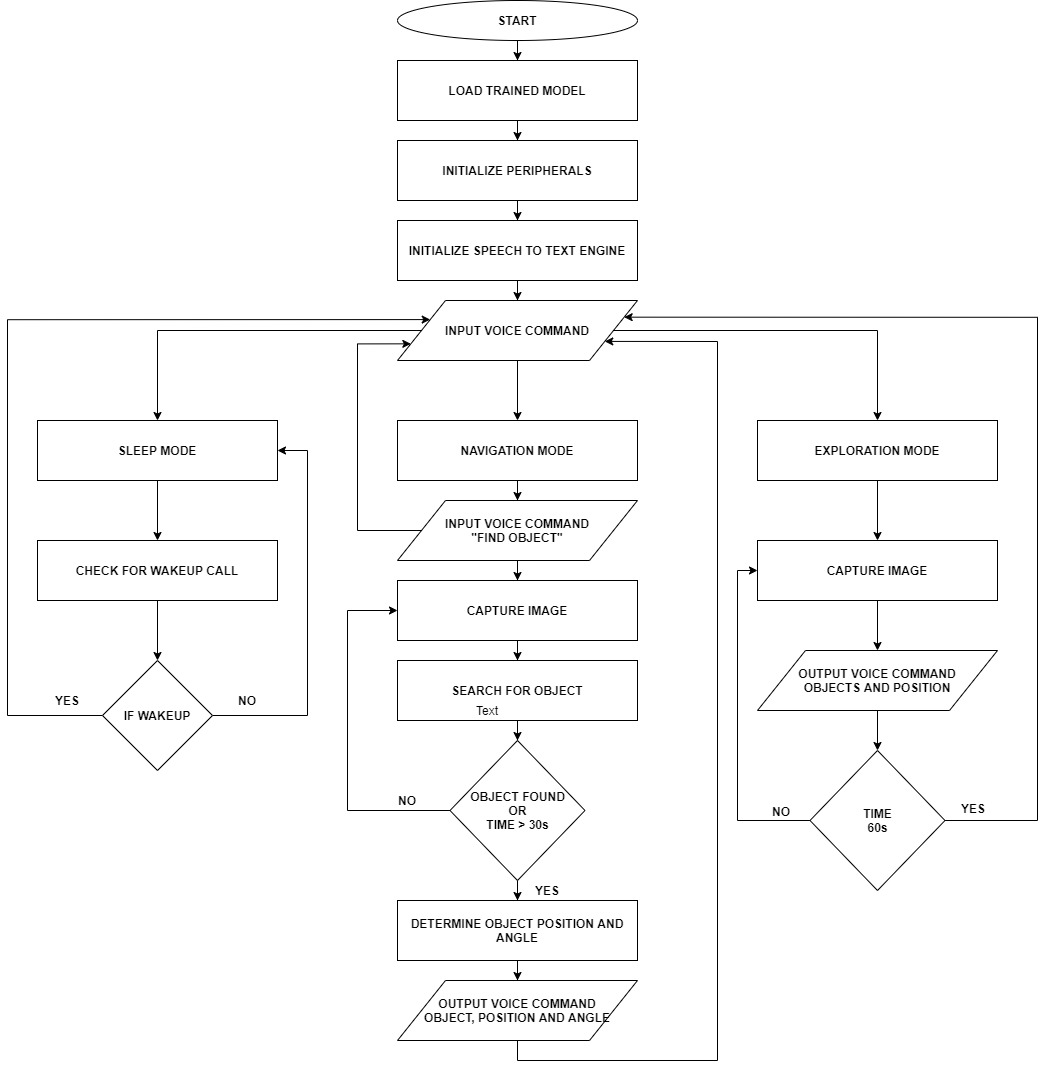 START
LOAD TRAINED MODEL
INITIALIZE PERIPHERALS
INITIALIZE SPEECH TO TEXT ENGINE
INPUT VOICE COMMAND
SLEEP MODE
NAVIGATION MODE
EXPLORATION MODE
INPUT VOICE COMMAND
"FIND OBJECT"
CHECK FOR WAKEUP CALL
CAPTURE IMAGE
CAPTURE IMAGE
SEARCH FOR OBJECT
Text
OUTPUT VOICE COMMAND
OBJECTS AND POSITION
YES
NO
IF WAKEUP
NO
OBJECT FOUND
OR
TIME > 30s
NO
TIME
60s
YES
YES
DETERMINE OBJECT POSITION AND
ANGLE
OUTPUT VOICE COMMAND
OBJECT, POSITION AND ANGLE